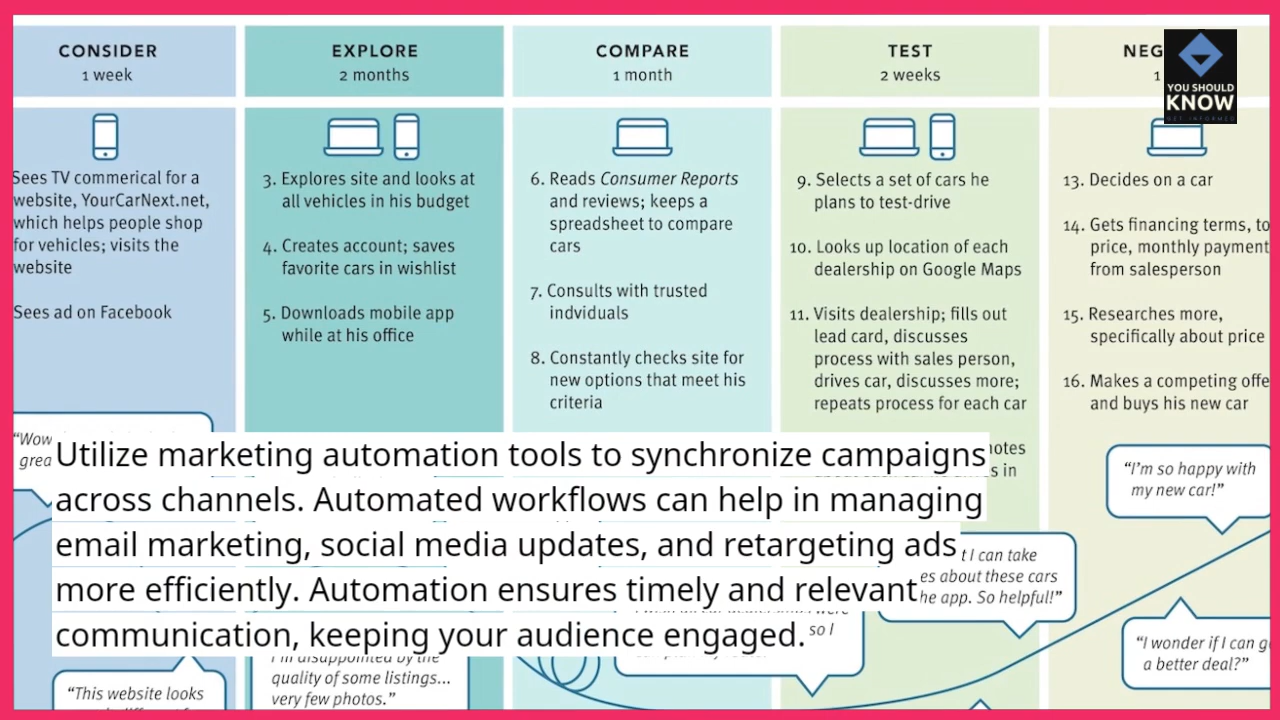 CONSIDER
1 week
EXPLORE
2 months
COMPARE
1 month
TEST
2 weeks
NEG
1
YOU SHOULD
KNOW
GET INFORMED
Sees TV commerical for a
website, YourCarNext.net,
which helps people shop
for vehicles; visits the
website
Sees ad on Facebook
3. Explores site and looks at
all vehicles in his budget
4. Creates account; saves
favorite cars in wishlist
5. Downloads mobile app
while at his office
6. Reads Consumer Reports
and reviews; keeps a
spreadsheet to compare
cars
7. Consults with trusted
indviduals
8. Constantly checks site for
new options that meet his
criteria
9. Selects a set of cars he
plans to test-drive
10. Looks up location of each
dealership on Google Maps
11. Visits dealership; fills out
lead card, discusses
process with sales person,
drives car, discusses more;
repeats process for each car
notes
in
13. Decides on a car
14. Gets financing terms, to
price, monthly payment
from salesperson
15. Researches more,
specifically about price
16. Makes a competing offe
and buys his new car
Utilize marketing automation tools to synchronize campaigns
across channels. Automated workflows can help in managing
email marketing, social media updates, and retargeting ads
more efficiently. Automation ensures timely and relevant
communication, keeping your audience engaged.
"Wow
grea
"This website looks
"I'm disappointed by the
quality of some listings...
very few photos."
so I
t I can take
es about these cars
he app. So helpful!"
"I'm so happy with
my new car!"
"I wonder if I can g
a better deal?"